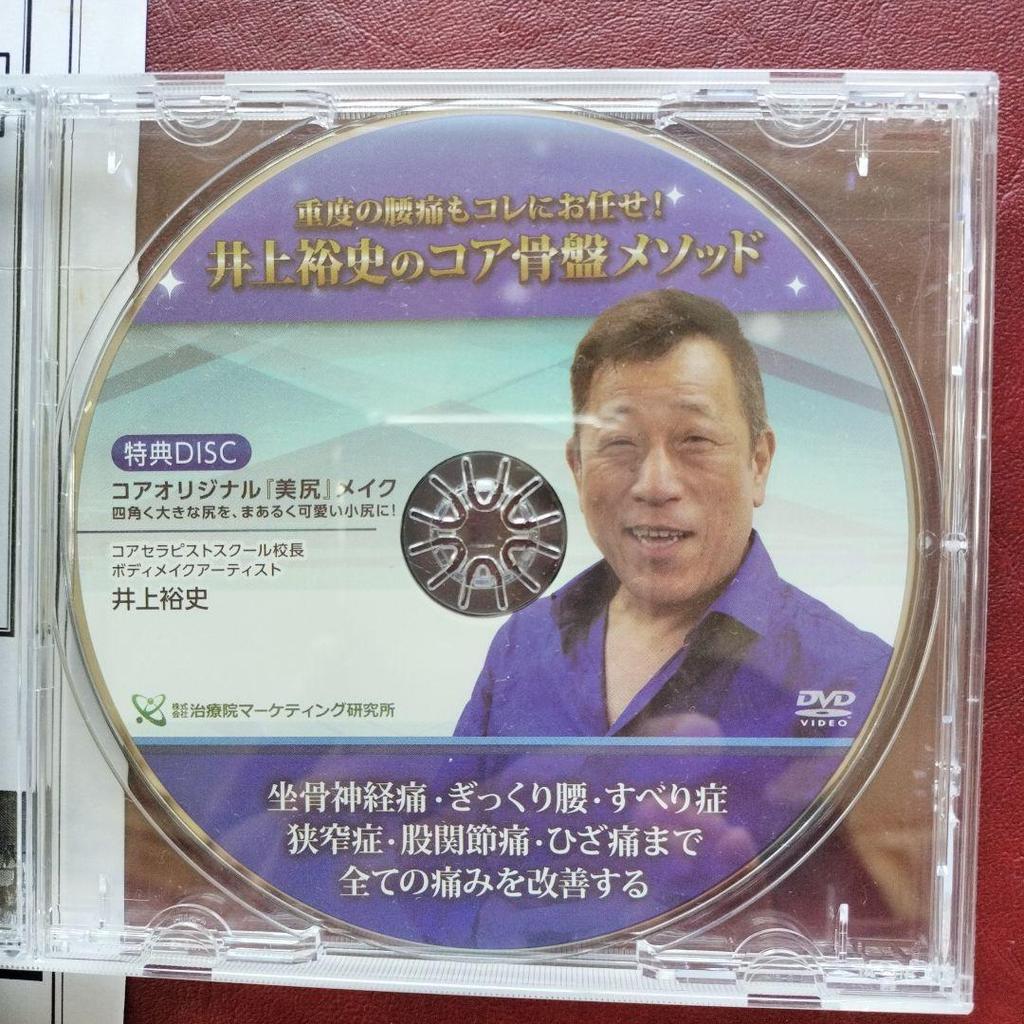 重度の腰痛もコレにお任せ!
井上裕史のコア・骨盤メソッド
特典DISC
コアオリジナル『美尻』メイク
四角く大きな尻を、まあるく可愛い小尻に!
コアセラピストスクール校長
ボディメイクアーティスト
井上裕史
株式会社治療院マーケティング研究所
DVD
VIDEO
坐骨神経痛・ぎっくり腰・すべり症
狭窄症・股関節痛・ひざ痛まで
全ての痛みを改善する